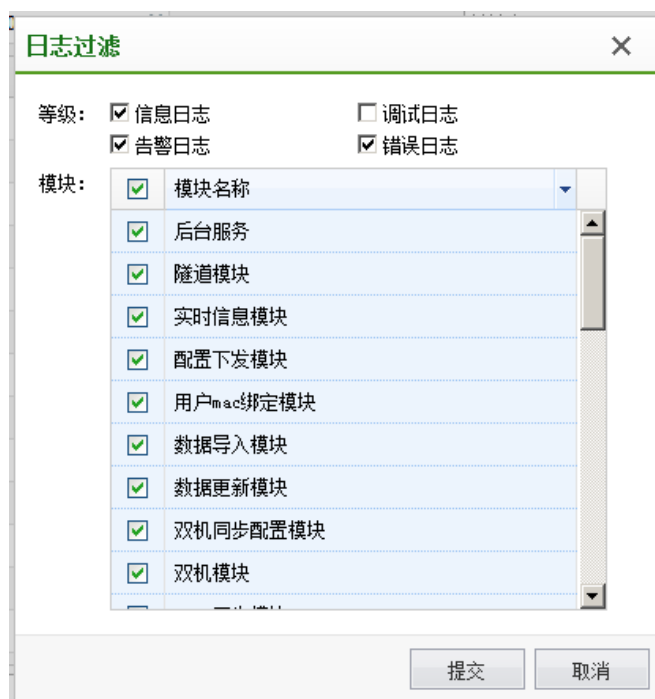 日志过滤
等级: 信息日志 调试日志
告警日志 错误日志
模块: 模块名称
后台服务
隧道模块
实时信息模块
配置下发模块
用户mac绑定模块
数据导入模块
数据更新模块
双机同步配置模块
双机模块
提交 取消